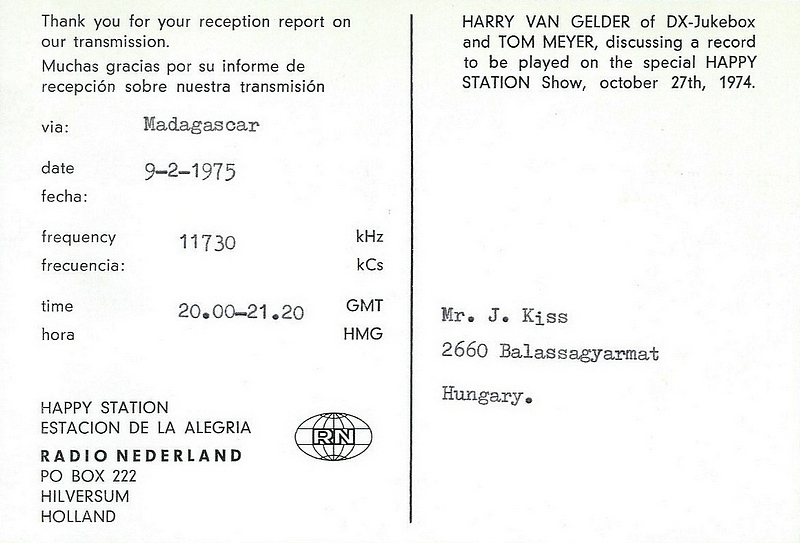 Thank you for your reception report on
our transmission.
Muchas gracias por su informe de
recepción sobre nuestra transmisión
via: Madagascar
date 9-2-1975
fecha:
frequency 11730 kHz
frecuencia: kCs
time 20.00-21.20 GMT
hora HMG
HAPPY STATION
ESTACION DE LA ALEGRIA
RN
RADIO NEDERLAND
PO BOX 222
HILVERSUM
HOLLAND
HARRY VAN GELDER of DX-Jukebox
and TOM MEYER, discussing a record
to be played on the special HAPPY
STATION Show, october 27th, 1974.
Mr. J. Kiss
2660 Balassagyarmat
Hungary.